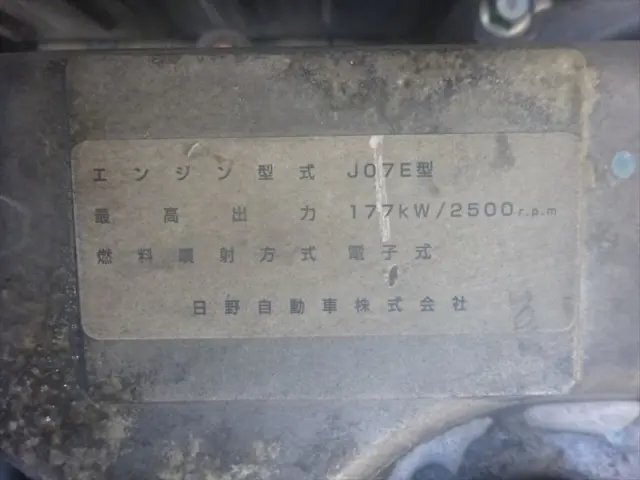 エンジン型式 J07E型
最高出力 177kW/2500r.p.m
燃料噴射方式 電子式
日野自動車株式会社